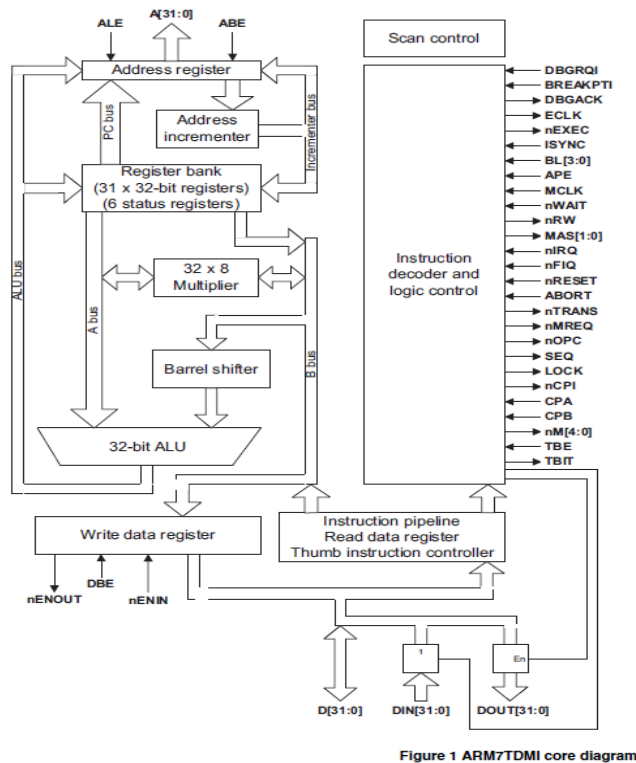 A[31:0]
ALE
ABE
Scan control
Address register
Address
incrementer
PC bus
Incrementer bus
Register bank
(31 x 32-bit registers)
(6 status registers)
ALU bus
A bus
32 x 8
Multiplier
B bus
Barrel shifter
32-bit ALU
Instruction
decoder and
logic control
DBGRQI
BREAKPTI
DBGACK
ECLK
nEXEC
ISYNC
BL[3:0]
APE
MCLK
nWAIT
nRW
MAS[1:0]
nIRQ
nFIQ
nRESET
ABORT
nTRANS
nMREQ
nOPC
SEQ
LOCK
nCPI
CPA
CPB
nM[4:0]
TBE
TBIT
Write data register
Instruction pipeline
Read data register
Thumb instruction controller
nENOUT
DBE
nENIN
1
En
D[31:0]
DIN[31:0]
DOUT[31:0]
Figure 1 ARM7TDMI core diagram